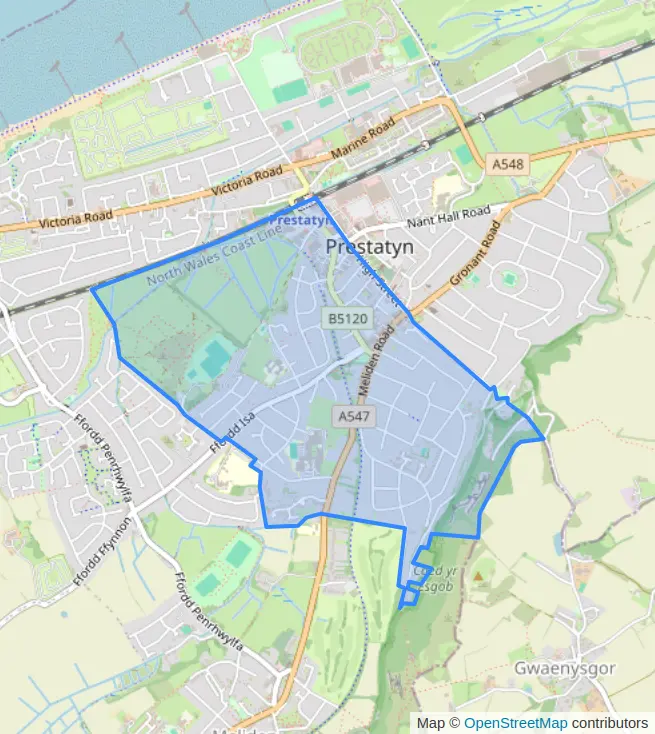 Marine Road
A548
Victoria Road
Victoria Road
Nant Hall Road
Prestatyn
North Wales Coast Line
Prestatyn
Gronant Road
High Street
B5120
Meliden Road
A547
Ffordd Isa
Ffordd Penrhwylfa
Ffordd Ffynnon
Coed yr
Esgob
Ffordd Penrhwylfa
Gwaenysgor
Map © OpenStreetMap contributors